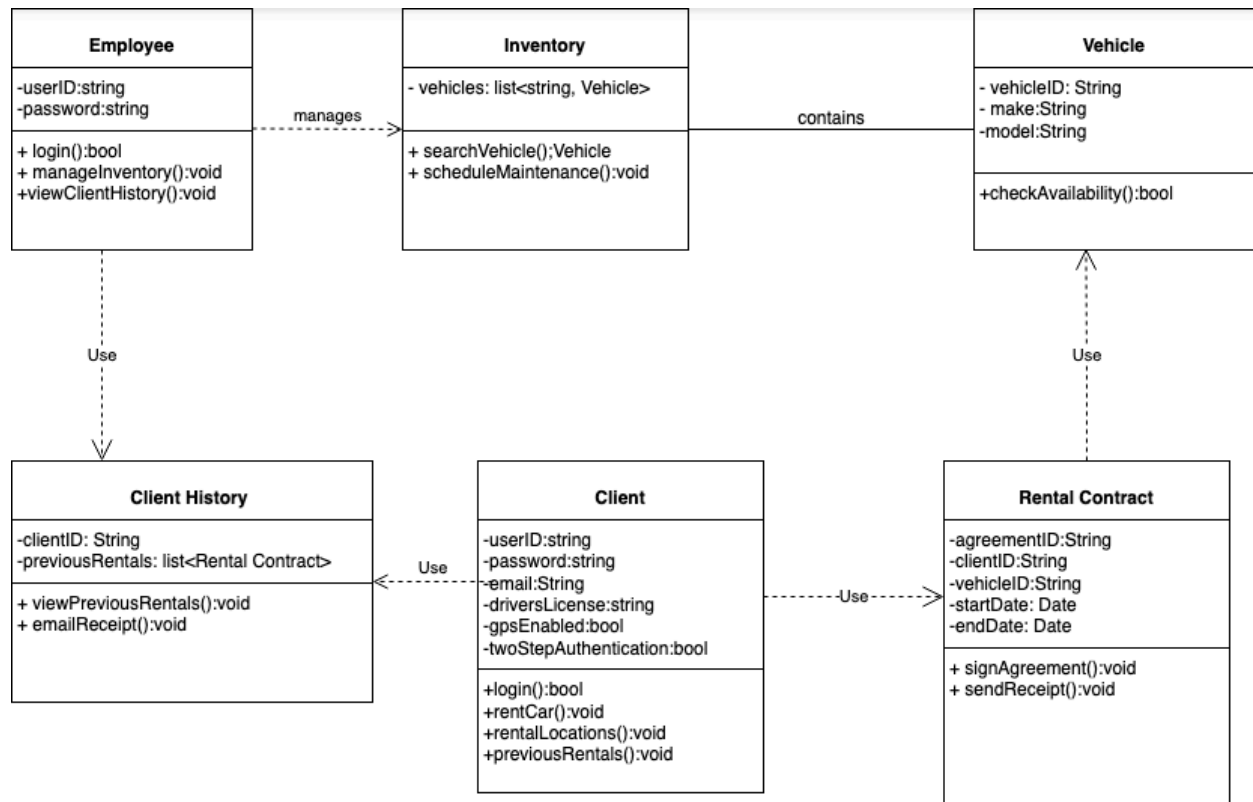 Employee
-userID:string
-password:string
+ login():bool
+ manageInventory():void
+viewClientHistory():void
manages
Inventory
- vehicles: list<string, Vehicle>
+ searchVehicle();Vehicle
+ scheduleMaintenance():void
contains
Vehicle
- vehicleID: String
- make:String
-model:String
+checkAvailability():bool
Use
Use
Client History
-clientID: String
-previousRentals: list<Rental Contract>
+ viewPreviousRentals():void
+ emailReceipt():void
Use
Client
-userID:string
-password:string
-email:String
-driversLicense:string
-gpsEnabled:bool
-twoStepAuthentication:bool
+login():bool
+rentCar():void
+rentalLocations():void
+previousRentals():void
Use
Rental Contract
-agreementID:String
-clientID:String
-vehicleID:String
-startDate: Date
-endDate: Date
+ signAgreement():void
+ sendReceipt():void